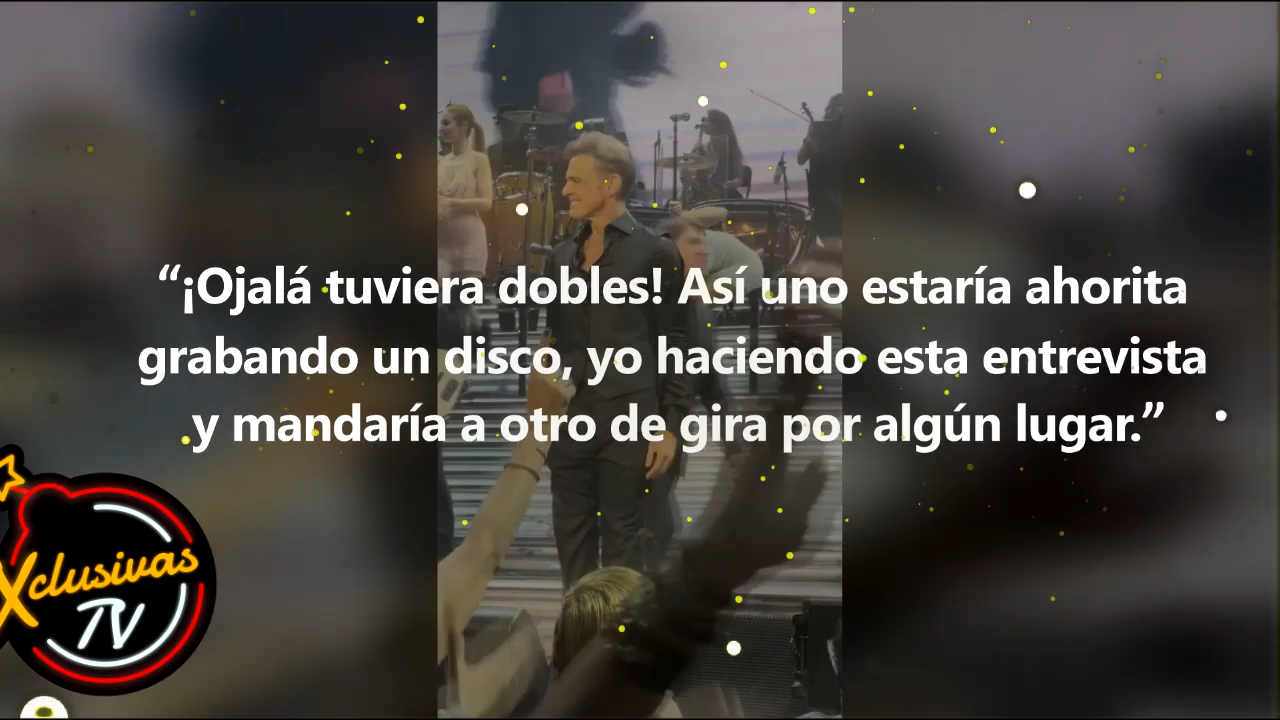 “¡Ojalá tuviera dobles! Así uno estaría ahorita
grabando un disco, yo haciendo esta entrevista
y mandaría a otro de gira por algún lugar.”
Xclusivas
TV